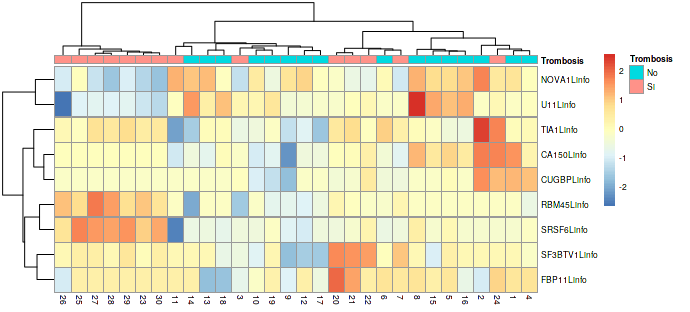 Trombosis
NOVA1Linfo
U11Linfo
TIA1Linfo
CA150Linfo
CUGBPLinfo
RBM45Linfo
SRSF6Linfo
SF3BTV1Linfo
FBP11Linfo
26 25 27 28 29 23 30 11 14 13 18 3 10 19 9 12 17 20 21 22 6 7 8 15 5 16 2 24 1 4
2
1
0
-1
-2
Trombosis
No
Si